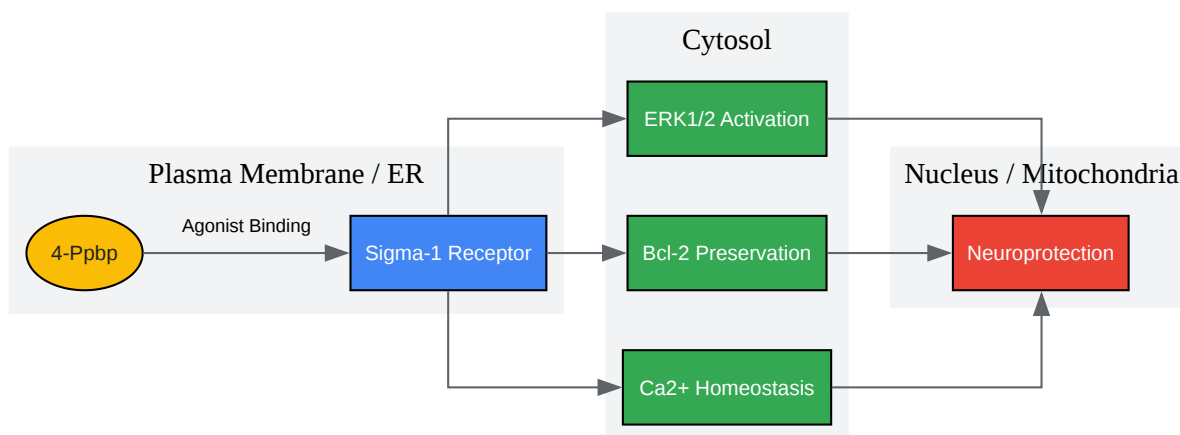 Cytosol
ERK1/2 Activation
Plasma Membrane / ER
Nucleus / Mitochondria
Agonist Binding
4-Ppbp
Sigma-1 Receptor
Bcl-2 Preservation
Neuroprotection
Ca2+ Homeostasis